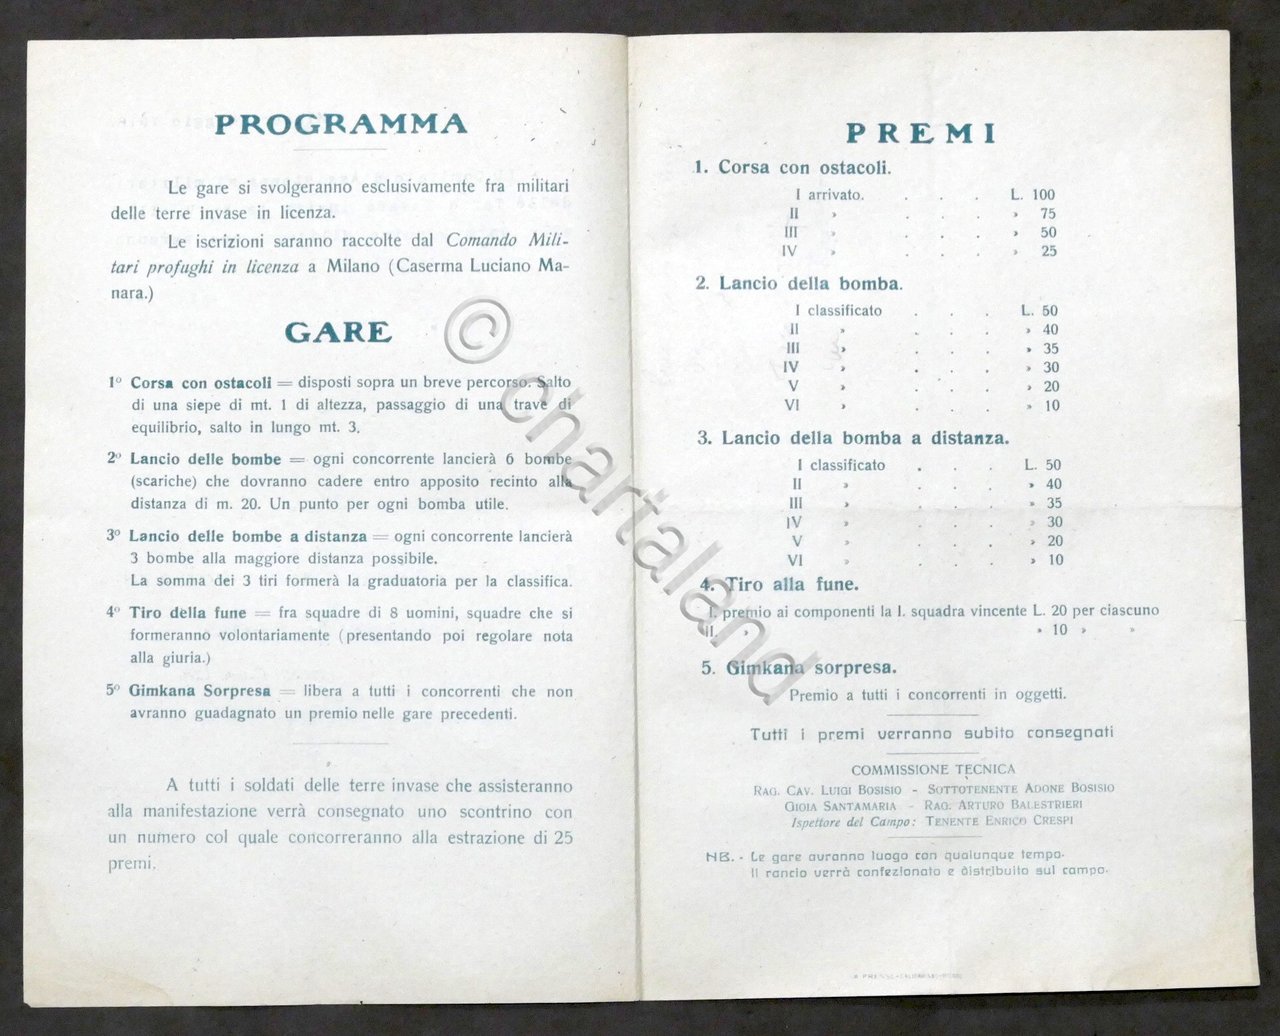 PROGRAMMA
Le gare si svolgeranno esclusivamente fra militari
delle terre invase in licenza.
Le iscrizioni saranno raccolte dal Comando Mili-
tari profughi in licenza a Milano (Caserma Luciano Ma-
nara.)
GARE
1° Corsa con ostacoli = disposti sopra un breve percorso. Salto
di una siepe di mt. 1 di altezza, passaggio di una trave di
equilibrio, salto in lungo mt. 3.
2° Lancio delle bombe = ogni concorrente lancierà 6 bombe
(scariche) che dovranno cadere entro apposito recinto alla
distanza di m. 20. Un punto per ogni bomba utile.
3° Lancio delle bombe a distanza = ogni concorrente lancierà
3 bombe alla maggiore distanza possibile.
La somma dei 3 tiri formerà la graduatoria per la classifica.
4° Tiro della fune = fra squadre di 8 uomini, squadre che si
formeranno volontariamente (presentando poi regolare nota
alla giuria.)
5° Gimkana Sorpresa = libera a tutti i concorrenti che non
avranno guadagnato un premio nelle gare precedenti.
A tutti i soldati delle terre invase che assisteranno
alla manifestazione verrà consegnato uno scontrino con
un numero col quale concorreranno alla estrazione di 25
premi.
PREMI
1. Corsa con ostacoli.
I arrivato. . . . L. 100
II » . . . » 75
III » . . . » 50
IV » . . . » 25
2. Lancio della bomba.
I classificato . . . L. 50
II » . . . » 40
III » . . . » 35
IV » . . . » 30
V » . . . » 20
VI » . . . » 10
3. Lancio della bomba a distanza.
I classificato . . . L. 50
II » . . . » 40
III » . . . » 35
IV » . . . » 30
V » . . . » 20
VI » . . . » 10
4. Tiro alla fune.
I. premio ai componenti la I. squadra vincente L. 20 per ciascuno
II. » » 10 » »
5. Gimkana sorpresa.
Premio a tutti i concorrenti in oggetti.
Tutti i premi verranno subito consegnati
COMMISSIONE TECNICA
RAG. CAV. LUIGI BOSISIO - SOTTOTENENTE ADONE BOSISIO
GIOIA SANTAMARIA - RAG. ARTURO BALESTRIERI
Ispettore del Campo: TENENTE ENRICO CRESPI
NB. - Le gare avranno luogo con qualunque tempo.
Il rancio verrà confezionato e distribuito sul campo.
© chartaland